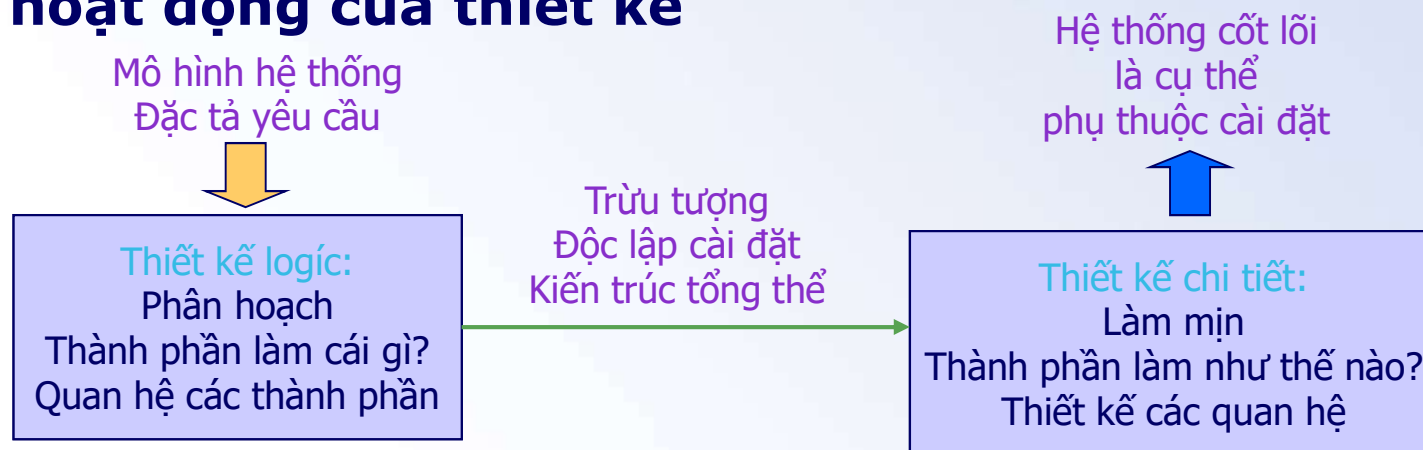 hoạt động của thiết kế
Mô hình hệ thống
Đặc tả yêu cầu
Hệ thống cốt lõi
là cụ thể
phụ thuộc cài đặt
Trừu tượng
Độc lập cài đặt
Kiến trúc tổng thể
Thiết kế logíc:
Phân hoạch
Thành phần làm cái gì?
Quan hệ các thành phần
Thiết kế chi tiết:
Làm mịn
Thành phần làm như thế nào?
Thiết kế các quan hệ